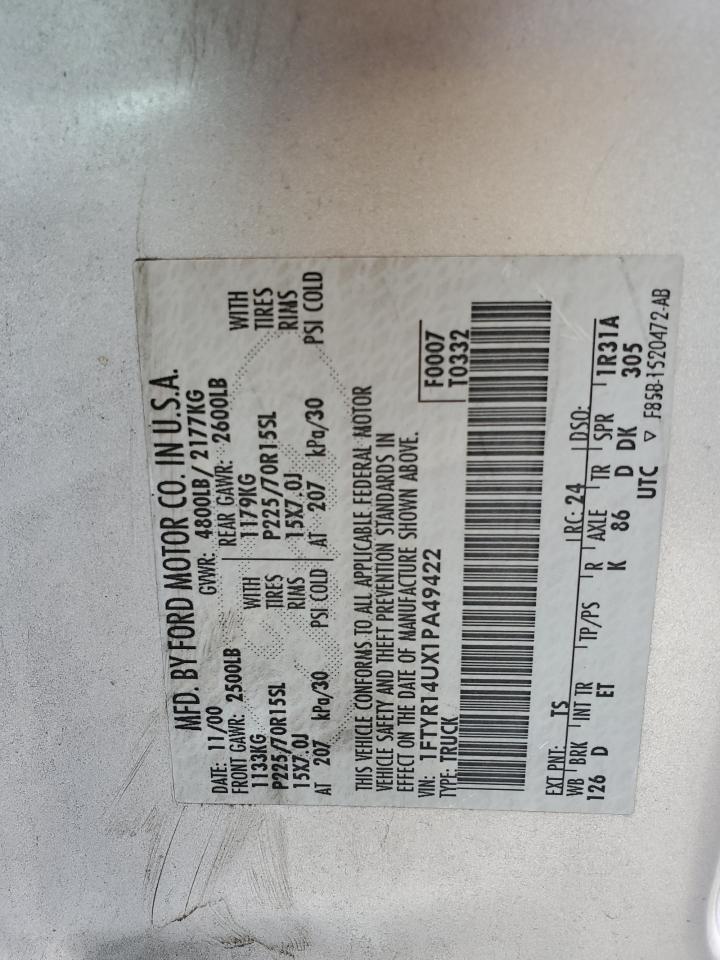 MFD. BY FORD MOTOR CO. IN U.S.A.
DATE: 11/00 GVWR: 4800LB/ 2177KG
FRONT GAWR: 2500LB REAR GAWR: 2600LB
1133KG WITH 1179KG WITH
P225/70R15SL TIRES P225/70R15SL TIRES
15X7.0J RIMS 15X7.0J RIMS
AT 207 kPa/30 PSI COLD AT 207 kPa/30 PSI COLD
THIS VEHICLE CONFORMS TO ALL APPLICABLE FEDERAL MOTOR
VEHICLE SAFETY AND THEFT PREVENTION STANDARDS IN
EFFECT ON THE DATE OF MANUFACTURE SHOWN ABOVE.
VIN: 1FTYR14UX1PA49422 F0007
TYPE: TRUCK T0332
EXT PNT: TS RC: 24 DSO:
WB BRK INT TR TP/PS R AXLE TR SPR 1R31A
126 D ET K 86 D DK 305
UTC ▽ F85B-1520472-AB